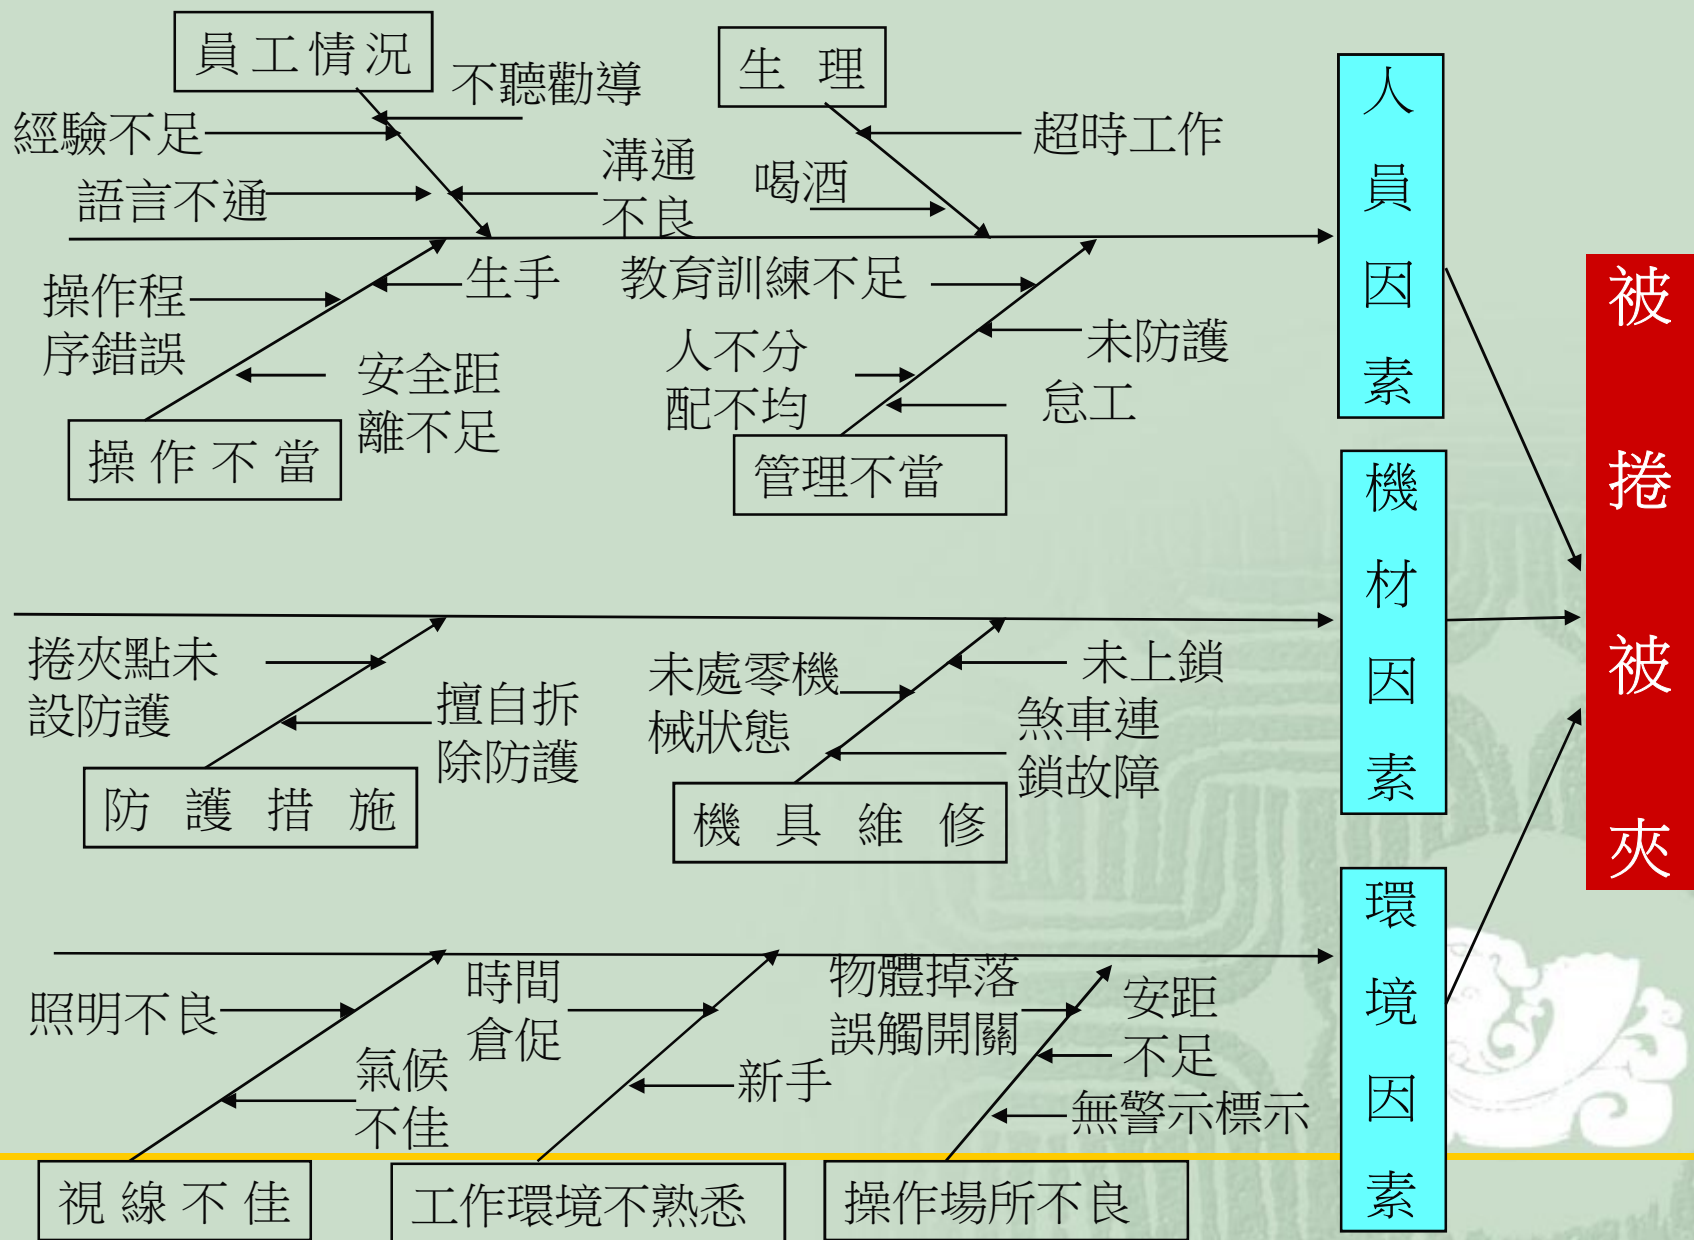 員工情況
不聽勸導
經驗不足
語言不通
溝通
不良
生理
超時工作
喝酒
操作程
序錯誤
生手
安全距
離不足
操作不當
教育訓練不足
未防護
人不分
配不均
怠工
管理不當
人員因素
捲夾點未
設防護
擅自拆
除防護
防護措施
未處零機
械狀態
未上鎖
煞車連
鎖故障
機具維修
機材因素
照明不良
氣候
不佳
視線不佳
時間
倉促
新手
工作環境不熟悉
物體掉落
誤觸開關
安距
不足
無警示標示
操作場所不良
環境因素
被捲被夾